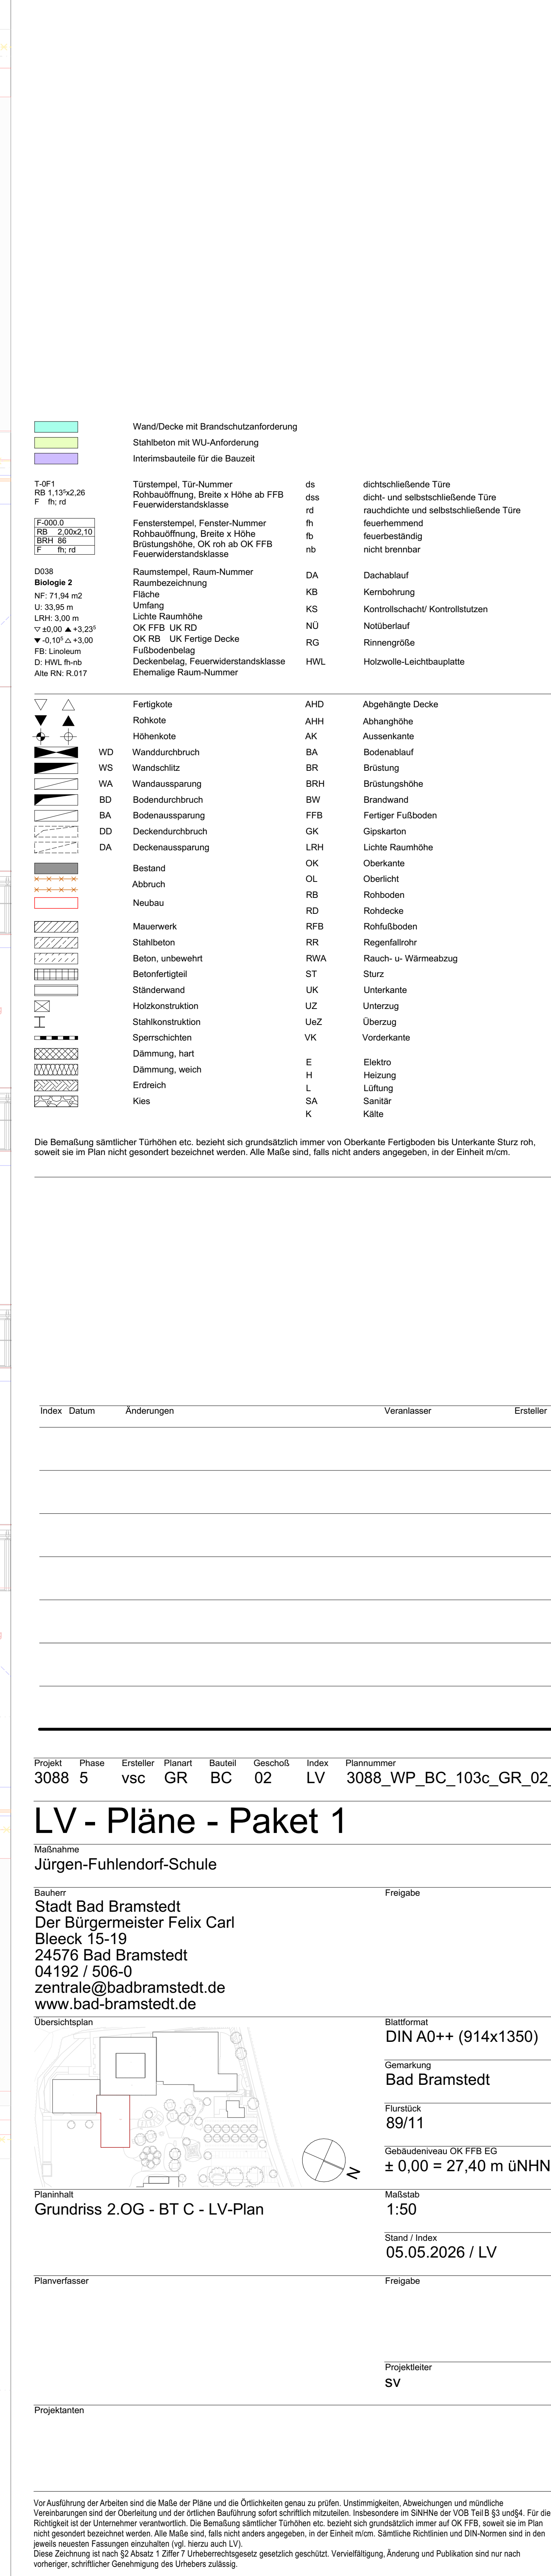 Wand/Decke mit Brandschutzanforderung
Stahlbeton mit WU-Anforderung
Interimsbauteile für die Bauzeit
T-0F1
RB 1,13⁵x2,26
F fh; rd
Türstempel, Tür-Nummer
Rohbauöffnung, Breite x Höhe ab FFB
Feuerwiderstandsklasse
F-000.0
RB 2,00x2,10
BRH 86
F fh; rd
Fensterstempel, Fenster-Nummer
Rohbauöffnung, Breite x Höhe
Brüstungshöhe, OK roh ab OK FFB
Feuerwiderstandsklasse
D038
Biologie 2
NF: 71,94 m2
U: 33,95 m
LRH: 3,00 m
▽ ±0,00 ▲ +3,23⁵
▼ -0,10⁵ △ +3,00
FB: Linoleum
D: HWL fh-nb
Alte RN: R.017
Raumstempel, Raum-Nummer
Raumbezeichnung
Fläche
Umfang
Lichte Raumhöhe
OK FFB UK RD
OK RB UK Fertige Decke
Fußbodenbelag
Deckenbelag, Feuerwiderstandsklasse
Ehemalige Raum-Nummer
ds dichtschließende Türe
dss dicht- und selbstschließende Türe
rd rauchdichte und selbstschließende Türe
fh feuerhemmend
fb feuerbeständig
nb nicht brennbar
DA Dachablauf
KB Kernbohrung
KS Kontrollschacht/ Kontrollstutzen
NÜ Notüberlauf
RG Rinnengröße
HWL Holzwolle-Leichtbauplatte
Fertigkote
Rohkote
Höhenkote
WD Wanddurchbruch
WS Wandschlitz
WA Wandaussparung
BD Bodendurchbruch
BA Bodenaussparung
DD Deckendurchbruch
DA Deckenaussparung
Bestand
Abbruch
Neubau
Mauerwerk
Stahlbeton
Beton, unbewehrt
Betonfertigteil
Ständerwand
Holzkonstruktion
Stahlkonstruktion
Sperrschichten
Dämmung, hart
Dämmung, weich
Erdreich
Kies
AHD Abgehängte Decke
AHH Abhanghöhe
AK Aussenkante
BA Bodenablauf
BR Brüstung
BRH Brüstungshöhe
BW Brandwand
FFB Fertiger Fußboden
GK Gipskarton
LRH Lichte Raumhöhe
OK Oberkante
OL Oberlicht
RB Rohboden
RD Rohdecke
RFB Rohfußboden
RR Regenfallrohr
RWA Rauch- u- Wärmeabzug
ST Sturz
UK Unterkante
UZ Unterzug
UeZ Überzug
VK Vorderkante
E Elektro
H Heizung
L Lüftung
SA Sanitär
K Kälte
Die Bemaßung sämtlicher Türhöhen etc. bezieht sich grundsätzlich immer von Oberkante Fertigboden bis Unterkante Sturz roh,
soweit sie im Plan nicht gesondert bezeichnet werden. Alle Maße sind, falls nicht anders angegeben, in der Einheit m/cm.
Index Datum Änderungen Veranlasser Ersteller
Projekt Phase Ersteller Planart Bauteil Geschoß Index Plannummer
3088 5 vsc GR BC 02 LV 3088_WP_BC_103c_GR_02_
LV - Pläne - Paket 1
Maßnahme
Jürgen-Fuhlendorf-Schule
Bauherr
Stadt Bad Bramstedt
Der Bürgermeister Felix Carl
Bleeck 15-19
24576 Bad Bramstedt
04192 / 506-0
zentrale@badbramstedt.de
www.bad-bramstedt.de
Freigabe
Übersichtsplan
N
Blattformat
DIN A0++ (914x1350)
Gemarkung
Bad Bramstedt
Flurstück
89/11
Gebäudeniveau OK FFB EG
± 0,00 = 27,40 m üNHN
Planinhalt
Grundriss 2.OG - BT C - LV-Plan
Maßstab
1:50
Stand / Index
05.05.2026 / LV
Planverfasser
Freigabe
Projektleiter
sv
Projektanten
Vor Ausführung der Arbeiten sind die Maße der Pläne und die Örtlichkeiten genau zu prüfen. Unstimmigkeiten, Abweichungen und mündliche
Vereinbarungen sind der Oberleitung und der örtlichen Bauführung sofort schriftlich mitzuteilen. Insbesondere im SiNHNe der VOB Teil B §3 und§4. Für die
Richtigkeit ist der Unternehmer verantwortlich. Die Bemaßung sämtlicher Türhöhen etc. bezieht sich grundsätzlich immer auf OK FFB, soweit sie im Plan
nicht gesondert bezeichnet werden. Alle Maße sind, falls nicht anders angegeben, in der Einheit m/cm. Sämtliche Richtlinien und DIN-Normen sind in den
jeweils neuesten Fassungen einzuhalten (vgl. hierzu auch LV).
Diese Zeichnung ist nach §2 Absatz 1 Ziffer 7 Urheberrechtsgesetz gesetzlich geschützt. Vervielfältigung, Änderung und Publikation sind nur nach
vorheriger, schriftlicher Genehmigung des Urhebers zulässig.